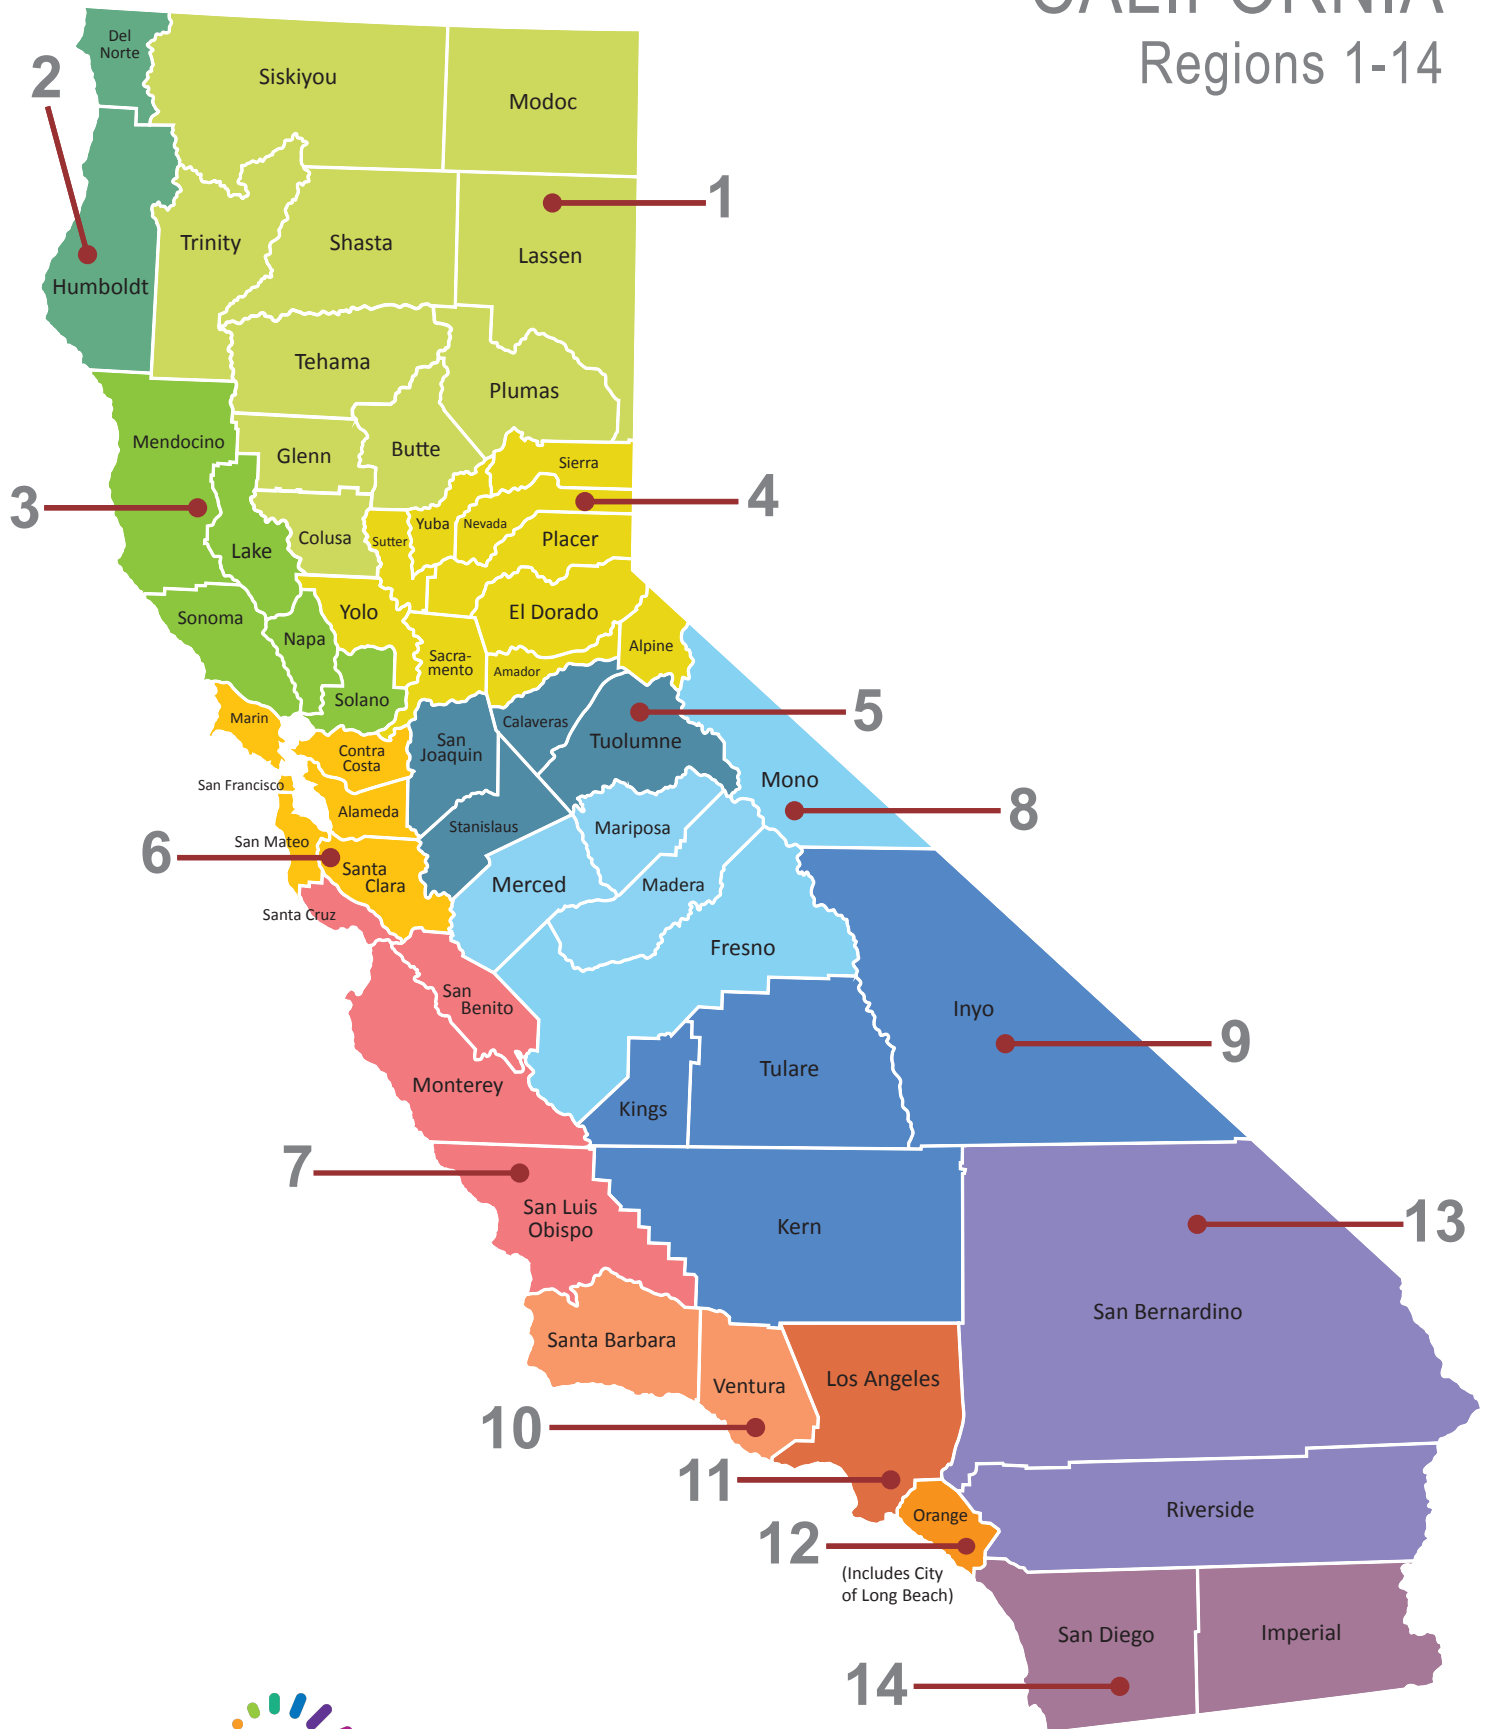 CALIFORNIA
Regions 1-14
Del
Norte
2
Siskiyou
Modoc
1
Trinity
Shasta
Lassen
Humboldt
Tehama
Plumas
Mendocino
Glenn
Butte
Sierra
3
4
Colusa
Sutter
Yuba
Nevada
Placer
Lake
Sonoma
Napa
Yolo
El Dorado
Sacra-
mento
Amador
Alpine
Solano
Marin
Contra
Costa
San
Joaquin
Calaveras
Tuolumne
5
San Francisco
Alameda
Stanislaus
Mono
8
San Mateo
6
Santa
Clara
Mariposa
Merced
Madera
Santa Cruz
Fresno
San
Benito
Inyo
9
Monterey
Kings
Tulare
7
San Luis
Obispo
Kern
13
San Bernardino
Santa Barbara
Ventura
Los Angeles
10
11
Orange
Riverside
12
(Includes City
of Long Beach)
San Diego
Imperial
14